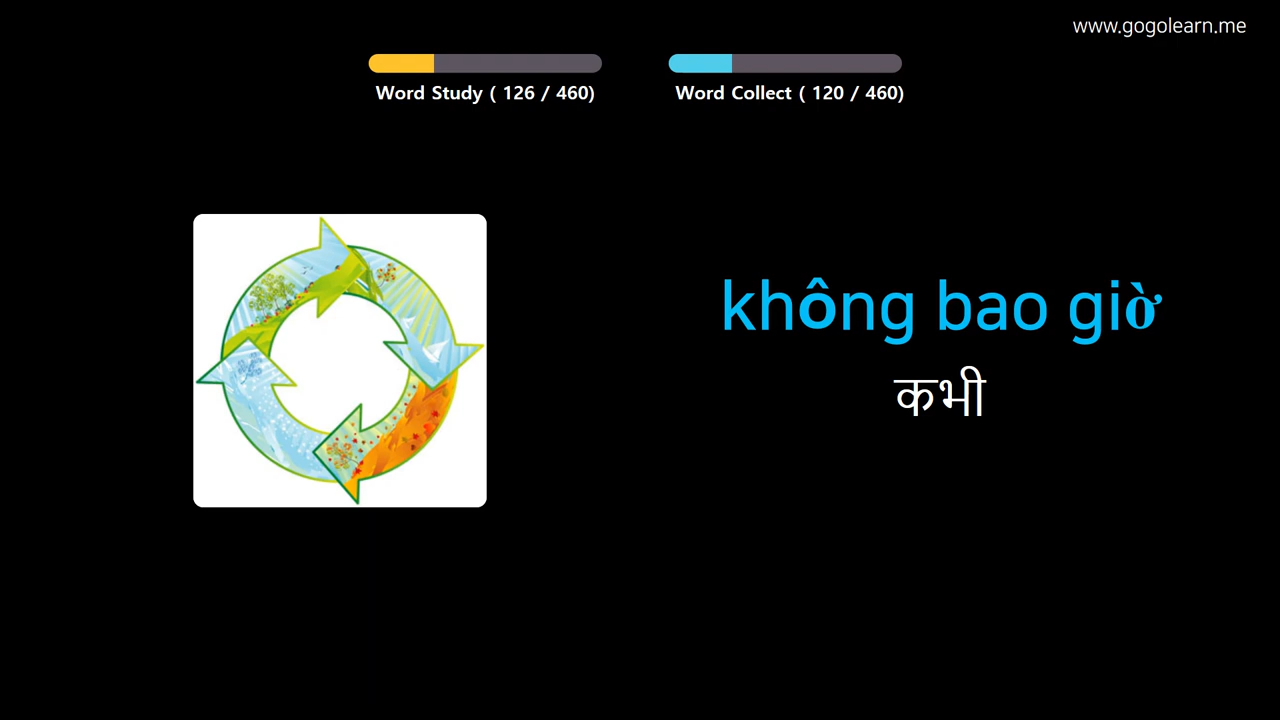 www.gogolearn.me
Word Study ( 126 / 460)
Word Collect ( 120 / 460)
không bao giờ
कभी